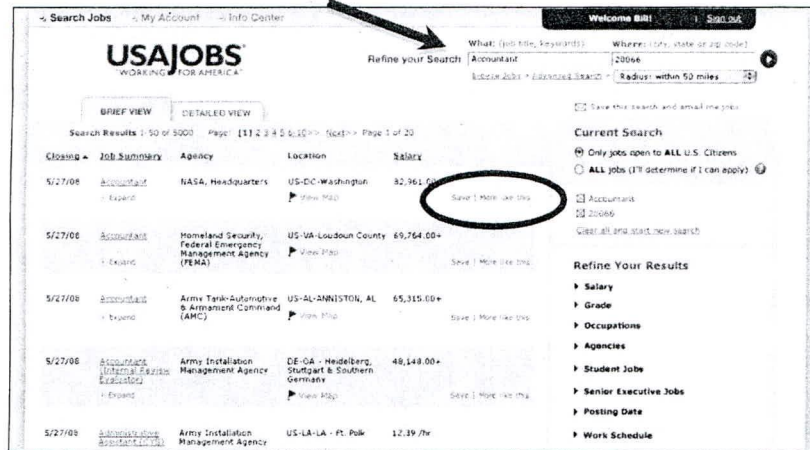 Search Jobs My Account Info Center
Welcome Bill! | Sign out
USAJOBS
"WORKING FOR AMERICA"
What: (job title, keywords) Where: (city, state or zip code)
Refine your Search Accountant 20066
Browse Jobs Advanced Search Radius: within 50 miles
BRIEF VIEW DETAILED VIEW
Save this search and email me jobs
Search Results 1-50 of 5000 Page: [1] 2 3 4 5 6-10>> Next>> Page 1 of 20
Closing Job Summary Agency Location Salary
5/27/08 Accountant NASA, Headquarters US-DC-Washington
Expand View Map Save | More like this
5/27/08 Accountant Homeland Security, US-VA-Loudoun County 69,764.00+
Federal Emergency
Management Agency
(FEMA)
Expand View Map Save | More like this
5/27/08 Accountant Army Tank-Automotive US-AL-ANNISTON, AL 65,315.00+
& Armament Command
(AMC)
Expand View Map Save | More like this
5/27/08 Accountant Army Installation DE-OA - Heidelberg, 48,148.00+
(Internal Review Management Agency Stuttgart & Southern
Evaluator) Germany
Expand View Map Save | More like this
5/27/08 Administrative Army Installation US-LA-LA - Ft. Polk 12.39 /hr
Assistant (CYS) Management Agency
Current Search
Only jobs open to ALL U.S. Citizens
ALL jobs (I'll determine if I can apply)
Accountant
20066
Clear all and start new search
Refine Your Results
Salary
Grade
Occupations
Agencies
Student Jobs
Senior Executive Jobs
Posting Date
Work Schedule